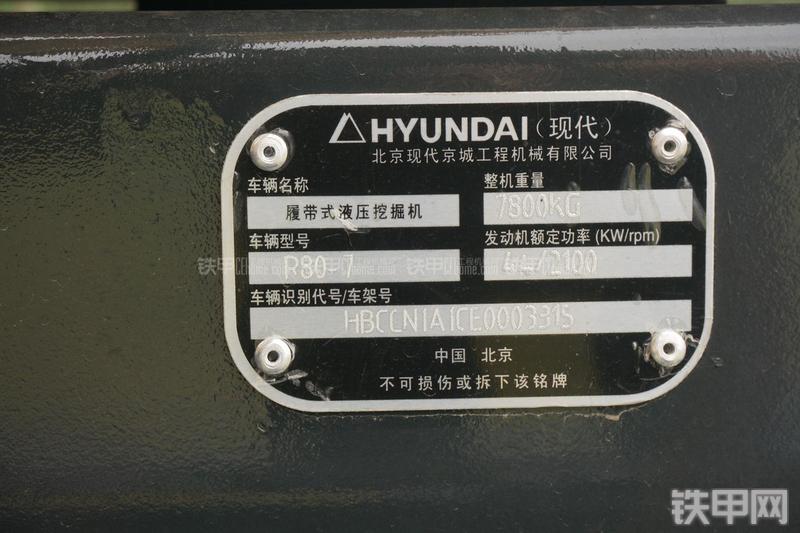 HYUNDAI（现代）
北京现代京城工程机械有限公司
车辆名称
履带式液压挖掘机
整机重量
7800KG
车辆型号
R80-7
发动机额定功率 (KW/rpm)
44/2100
车辆识别代号/车架号
HBCCN1A1CE0003315
中国 北京
不可损伤或拆下该铭牌
铁甲网